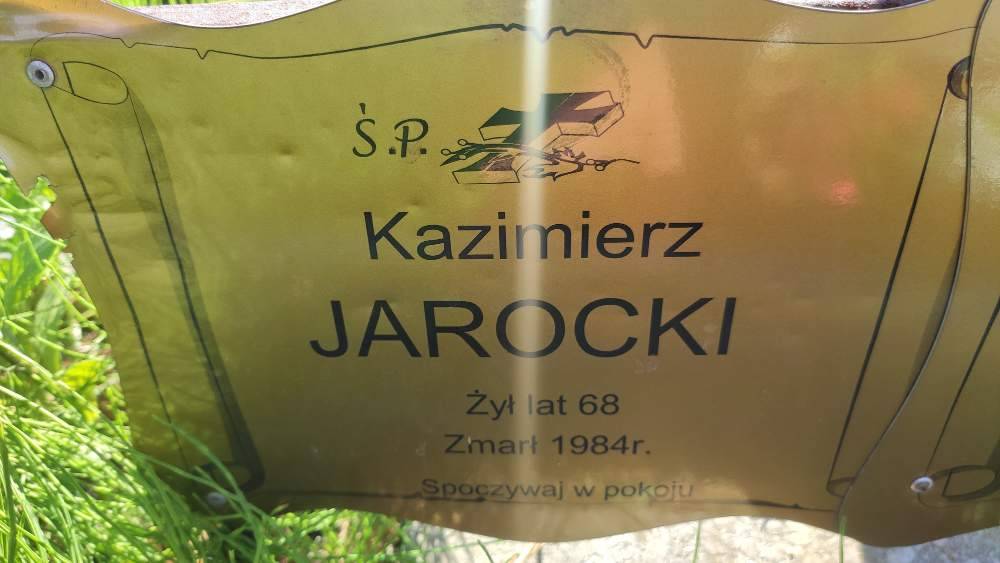 Ś.P.
Kazimierz
JAROCKI
Żył lat 68
Zmarł 1984r.
Spoczywaj w pokoju